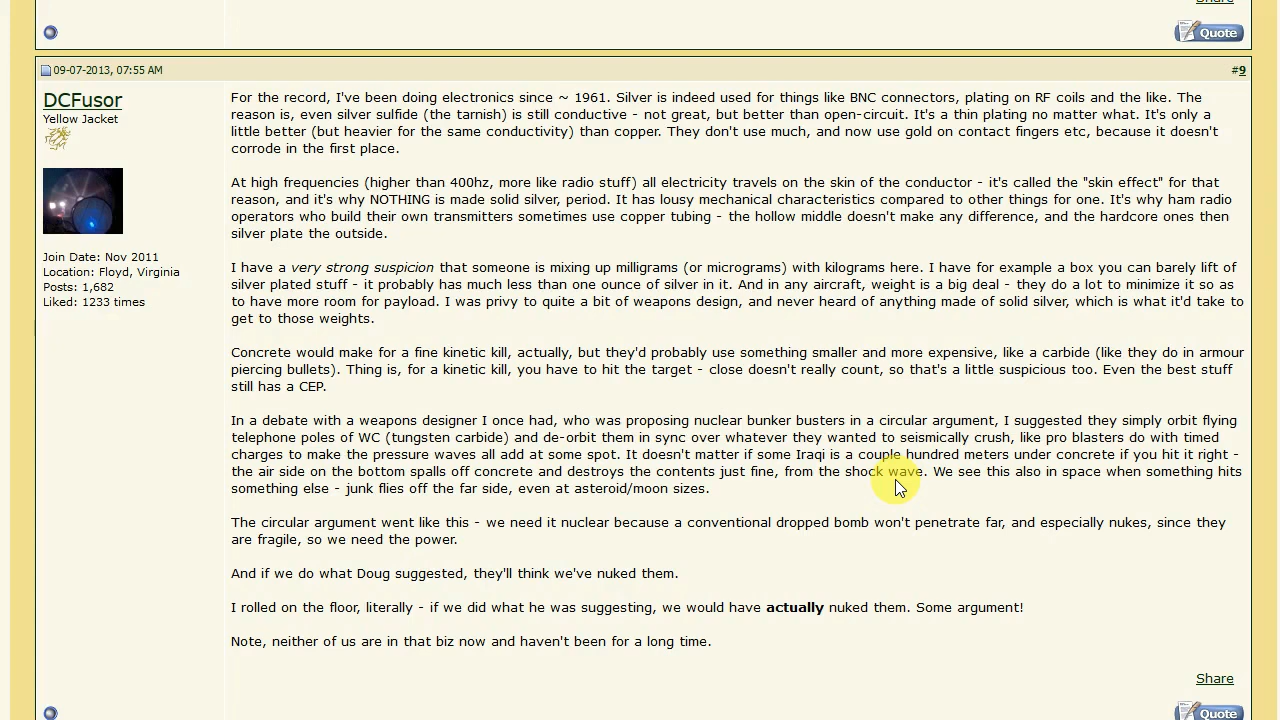 Share
Quote
09-07-2013, 07:55 AM
#9
DCFusor
Yellow Jacket
Join Date: Nov 2011
Location: Floyd, Virginia
Posts: 1,682
Liked: 1233 times
For the record, I've been doing electronics since ~ 1961. Silver is indeed used for things like BNC connectors, plating on RF coils and the like. The
reason is, even silver sulfide (the tarnish) is still conductive - not great, but better than open-circuit. It's a thin plating no matter what. It's only a
little better (but heavier for the same conductivity) than copper. They don't use much, and now use gold on contact fingers etc, because it doesn't
corrode in the first place.
At high frequencies (higher than 400hz, more like radio stuff) all electricity travels on the skin of the conductor - it's called the "skin effect" for that
reason, and it's why NOTHING is made solid silver, period. It has lousy mechanical characteristics compared to other things for one. It's why ham radio
operators who build their own transmitters sometimes use copper tubing - the hollow middle doesn't make any difference, and the hardcore ones then
silver plate the outside.
I have a very strong suspicion that someone is mixing up milligrams (or micrograms) with kilograms here. I have for example a box you can barely lift of
silver plated stuff - it probably has much less than one ounce of silver in it. And in any aircraft, weight is a big deal - they do a lot to minimize it so as
to have more room for payload. I was privy to quite a bit of weapons design, and never heard of anything made of solid silver, which is what it'd take to
get to those weights.
Concrete would make for a fine kinetic kill, actually, but they'd probably use something smaller and more expensive, like a carbide (like they do in armour
piercing bullets). Thing is, for a kinetic kill, you have to hit the target - close doesn't really count, so that's a little suspicious too. Even the best stuff
still has a CEP.
In a debate with a weapons designer I once had, who was proposing nuclear bunker busters in a circular argument, I suggested they simply orbit flying
telephone poles of WC (tungsten carbide) and de-orbit them in sync over whatever they wanted to seismically crush, like pro blasters do with timed
charges to make the pressure waves all add at some spot. It doesn't matter if some Iraqi is a couple hundred meters under concrete if you hit it right -
the air side on the bottom spalls off concrete and destroys the contents just fine, from the shock wave. We see this also in space when something hits
something else - junk flies off the far side, even at asteroid/moon sizes.
The circular argument went like this - we need it nuclear because a conventional dropped bomb won't penetrate far, and especially nukes, since they
are fragile, so we need the power.
And if we do what Doug suggested, they'll think we've nuked them.
I rolled on the floor, literally - if we did what he was suggesting, we would have actually nuked them. Some argument!
Note, neither of us are in that biz now and haven't been for a long time.
Share
Quote